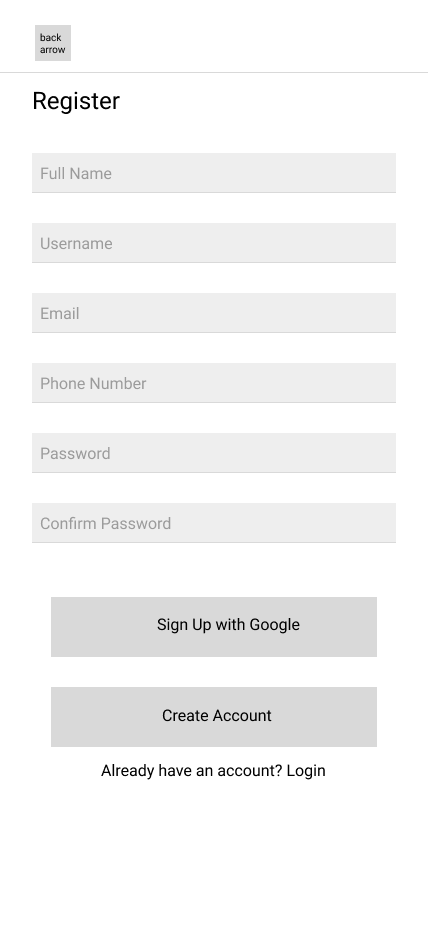 back
arrow
Register
Full Name
Username
Email
Phone Number
Password
Confirm Password
Sign Up with Google
Create Account
Already have an account? Login